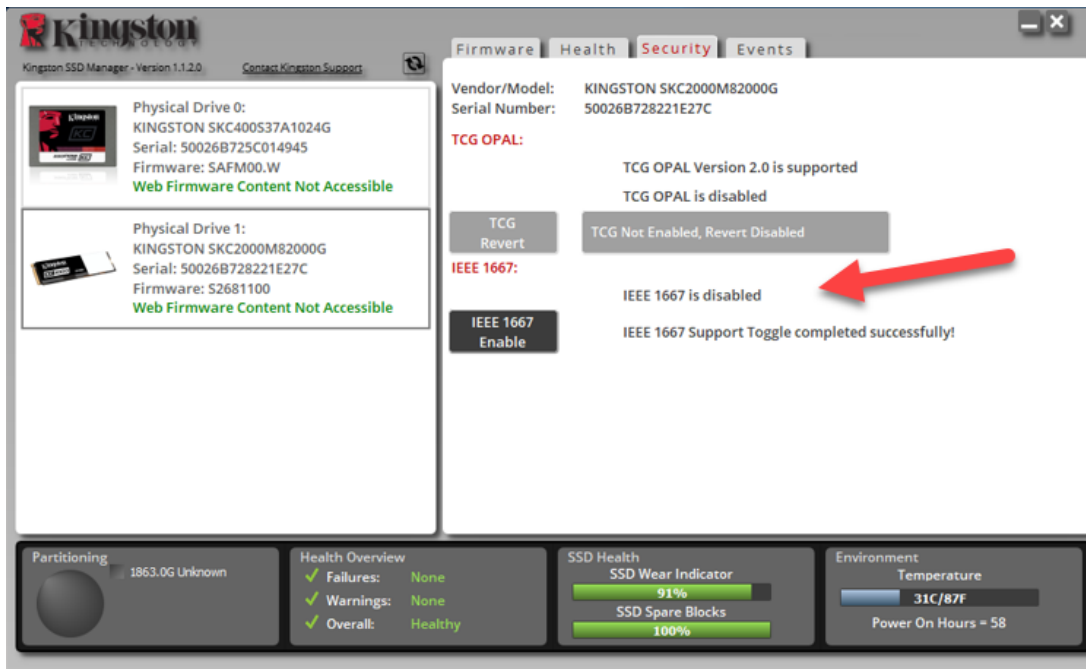 Kingston
TECHNOLOGY
Kingston SSD Manager - Version 1.1.2.0 Contact Kingston Support
Physical Drive 0:
KINGSTON SKC400S37A1024G
Serial: 50026B725C014945
Firmware: SAFM00.W
Web Firmware Content Not Accessible
Physical Drive 1:
KINGSTON SKC2000M82000G
Serial: 50026B728221E27C
Firmware: S2681100
Web Firmware Content Not Accessible
Firmware Health Security Events
Vendor/Model: KINGSTON SKC2000M82000G
Serial Number: 50026B728221E27C
TCG OPAL:
TCG OPAL Version 2.0 is supported
TCG OPAL is disabled
TCG
Revert
TCG Not Enabled, Revert Disabled
IEEE 1667:
IEEE 1667 is disabled
IEEE 1667
Enable
IEEE 1667 Support Toggle completed successfully!
Partitioning
1863.0G Unknown
Health Overview
Failures: None
Warnings: None
Overall: Healthy
SSD Health
SSD Wear Indicator
91%
SSD Spare Blocks
100%
Environment
Temperature
31C/87F
Power On Hours = 58